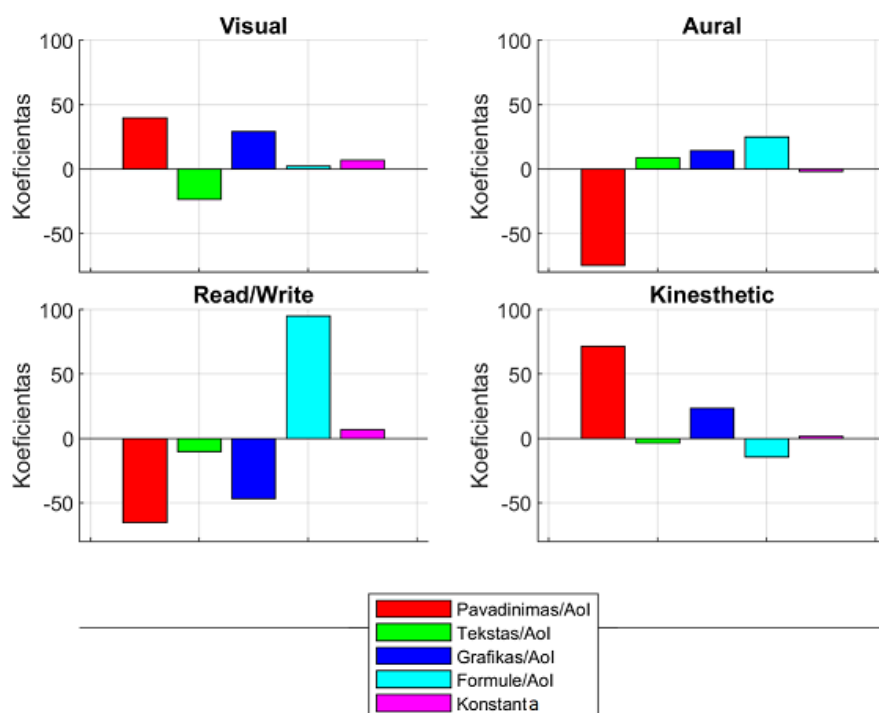 Visual
100
50
0
-50
Koeficientas
Aural
100
50
0
-50
Koeficientas
Read/Write
100
50
0
-50
Koeficientas
Kinesthetic
100
50
0
-50
Koeficientas
Pavadinimas/AoI
Tekstas/AoI
Grafikas/AoI
Formule/AoI
Konstanta